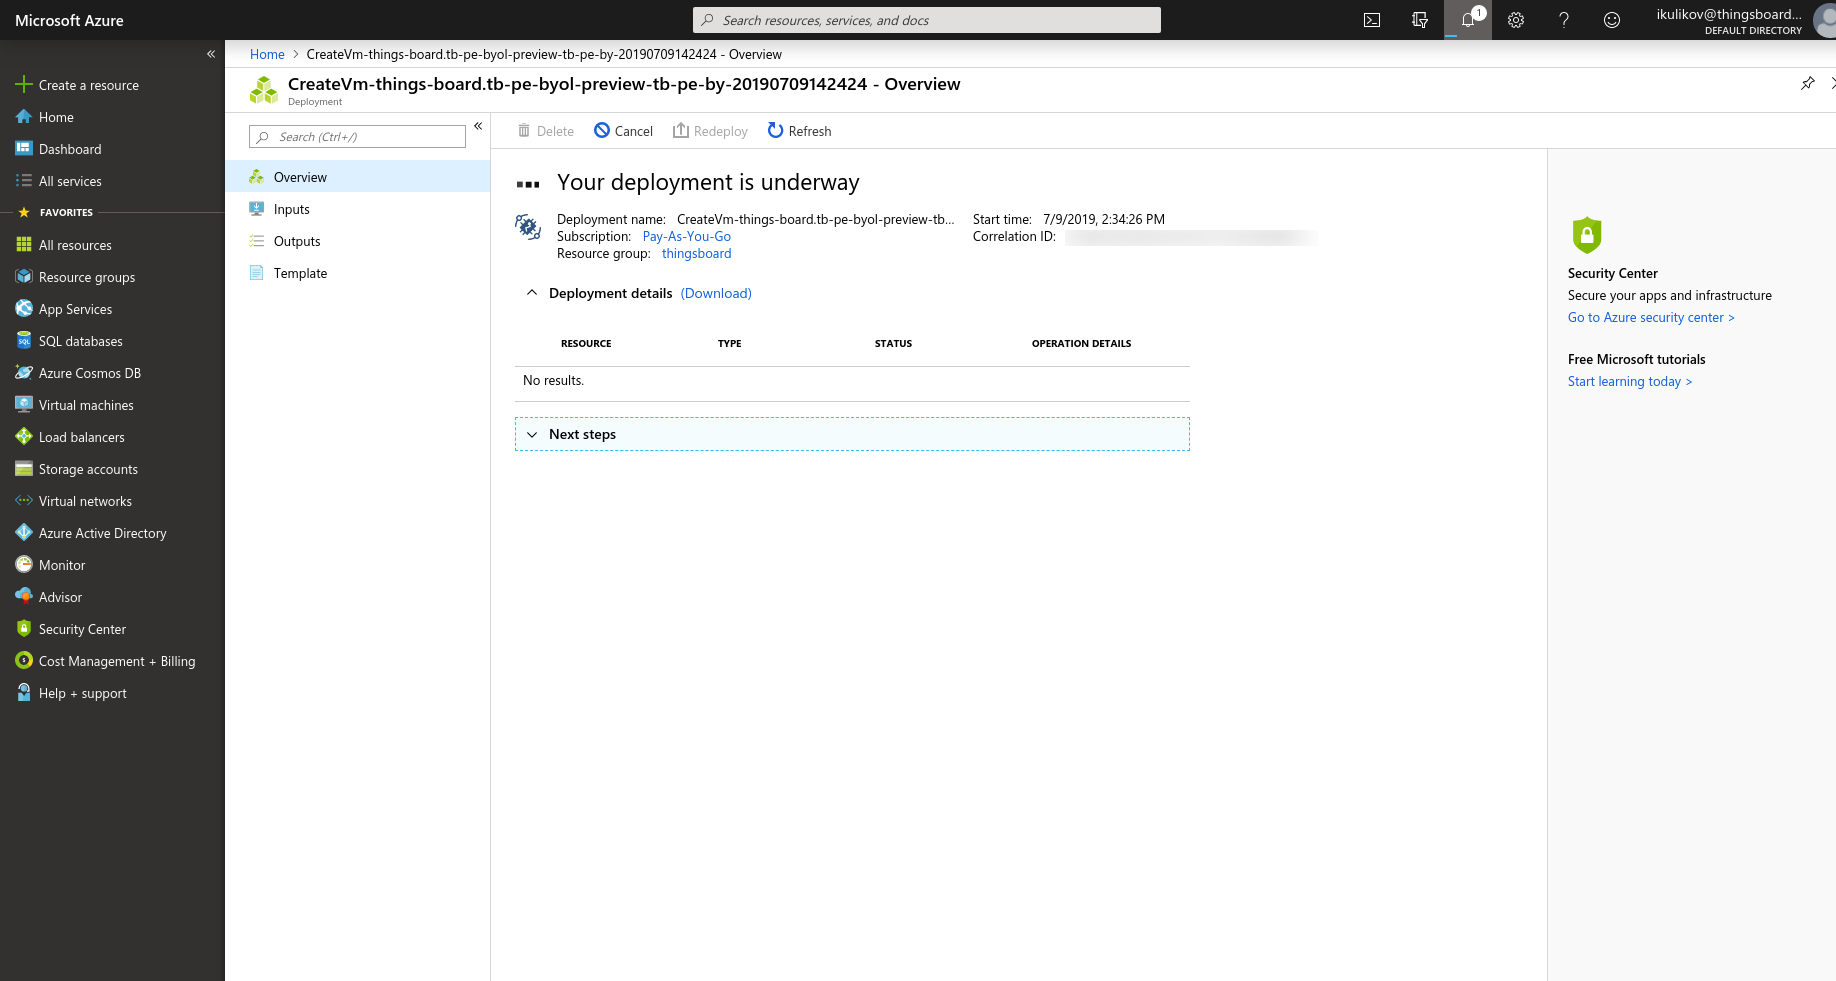 Microsoft Azure
Search resources, services, and docs
1
ikulikov@thingsboard...
DEFAULT DIRECTORY
Create a resource
Home
Dashboard
All services
FAVORITES
All resources
Resource groups
App Services
SQL databases
Azure Cosmos DB
Virtual machines
Load balancers
Storage accounts
Virtual networks
Azure Active Directory
Monitor
Advisor
Security Center
Cost Management + Billing
Help + support
Home > CreateVm-things-board.tb-pe-byol-preview-tb-pe-by-20190709142424 - Overview
CreateVm-things-board.tb-pe-byol-preview-tb-pe-by-20190709142424 - Overview
Deployment
Search (Ctrl+/)
Overview
Inputs
Outputs
Template
Delete
Cancel
Redeploy
Refresh
Your deployment is underway
Deployment name: CreateVm-things-board.tb-pe-byol-preview-tb...
Subscription: Pay-As-You-Go
Resource group: thingsboard
Start time: 7/9/2019, 2:34:26 PM
Correlation ID:
Deployment details (Download)
RESOURCE TYPE STATUS OPERATION DETAILS
No results.
Next steps
Security Center
Secure your apps and infrastructure
Go to Azure security center >
Free Microsoft tutorials
Start learning today >